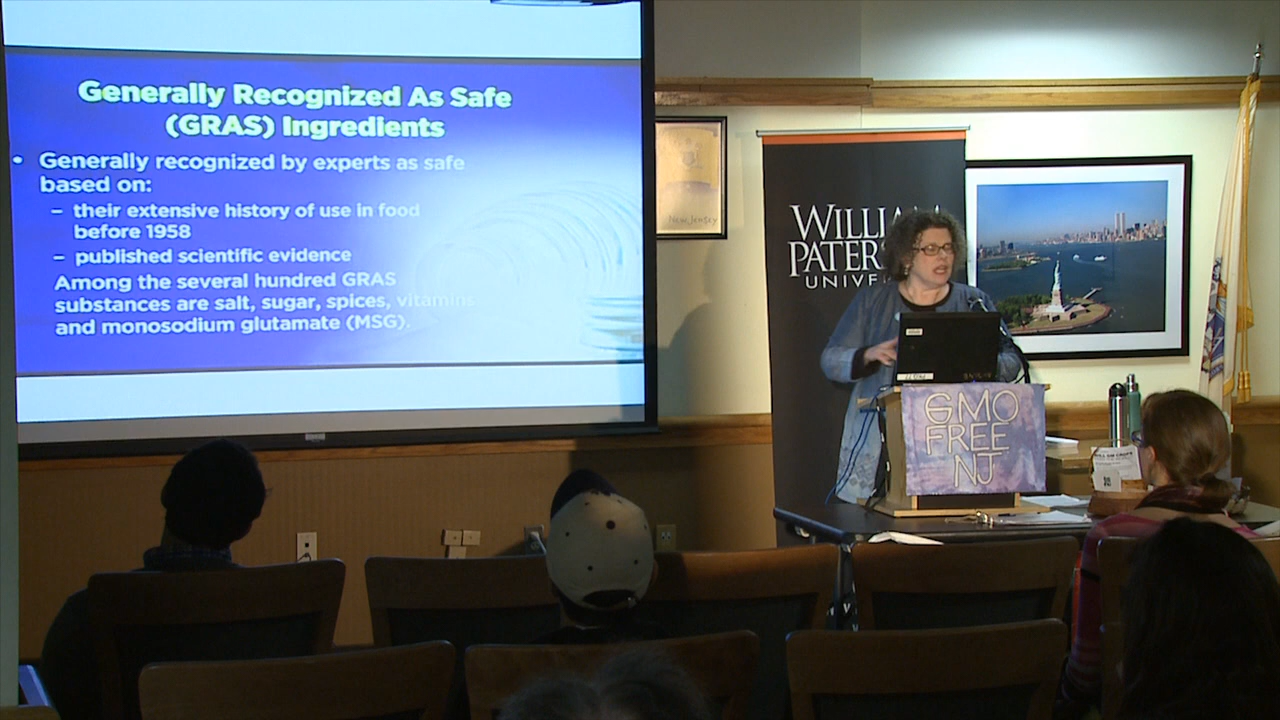 Generally Recognized As Safe
(GRAS) Ingredients
• Generally recognized by experts as safe
based on:
– their extensive history of use in food
before 1958
– published scientific evidence
Among the several hundred GRAS
substances are salt, sugar, spices, vitamins
and monosodium glutamate (MSG).
New Jersey
WILLIAM
PATERS
UNIVER
GMO
FREE
NJ